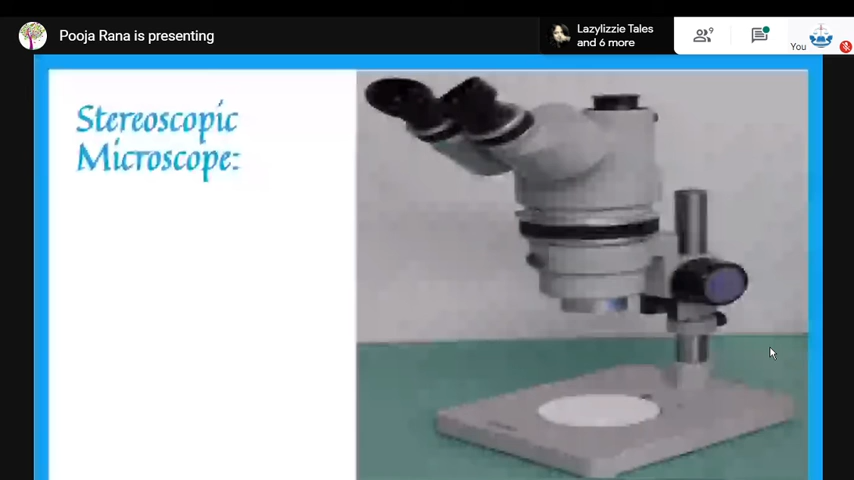 Pooja Rana is presenting
Lazylizzie Tales
and 6 more
9
You
Stereoscopic
Microscope: